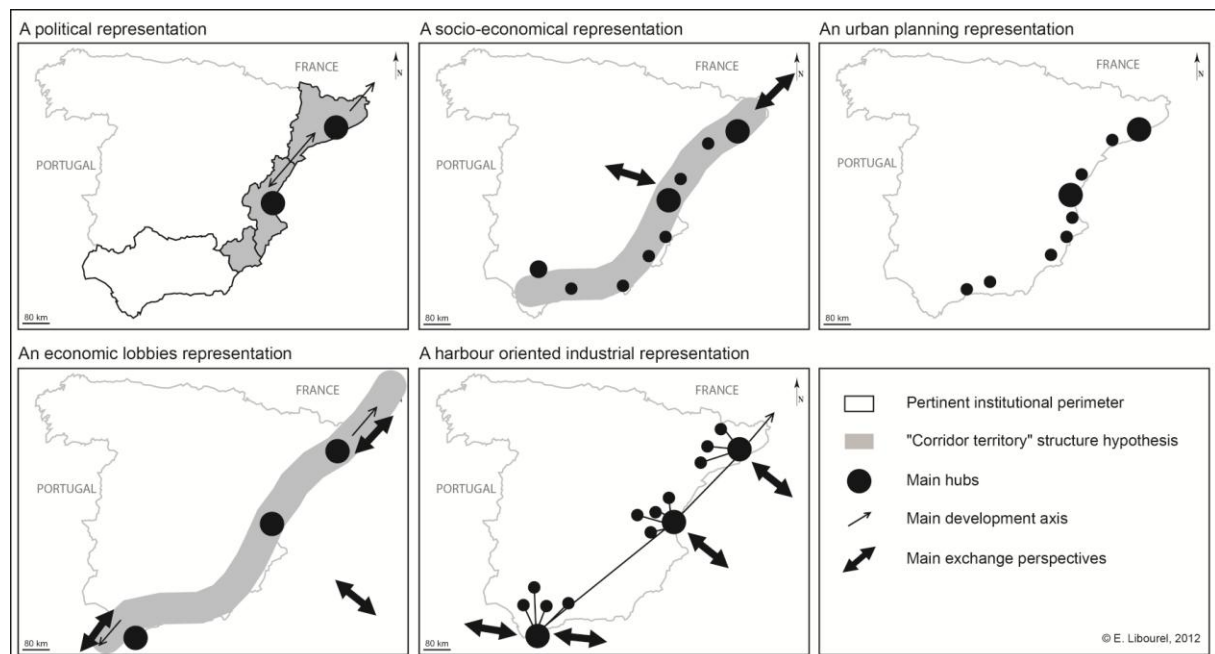 A political representation
FRANCE
N
PORTUGAL
80 km
A socio-economical representation
FRANCE
N
PORTUGAL
80 km
An urban planning representation
FRANCE
N
PORTUGAL
80 km
An economic lobbies representation
FRANCE
N
PORTUGAL
80 km
A harbour oriented industrial representation
FRANCE
N
PORTUGAL
80 km
Pertinent institutional perimeter
"Corridor territory" structure hypothesis
Main hubs
Main development axis
Main exchange perspectives
© E. Libourel, 2012